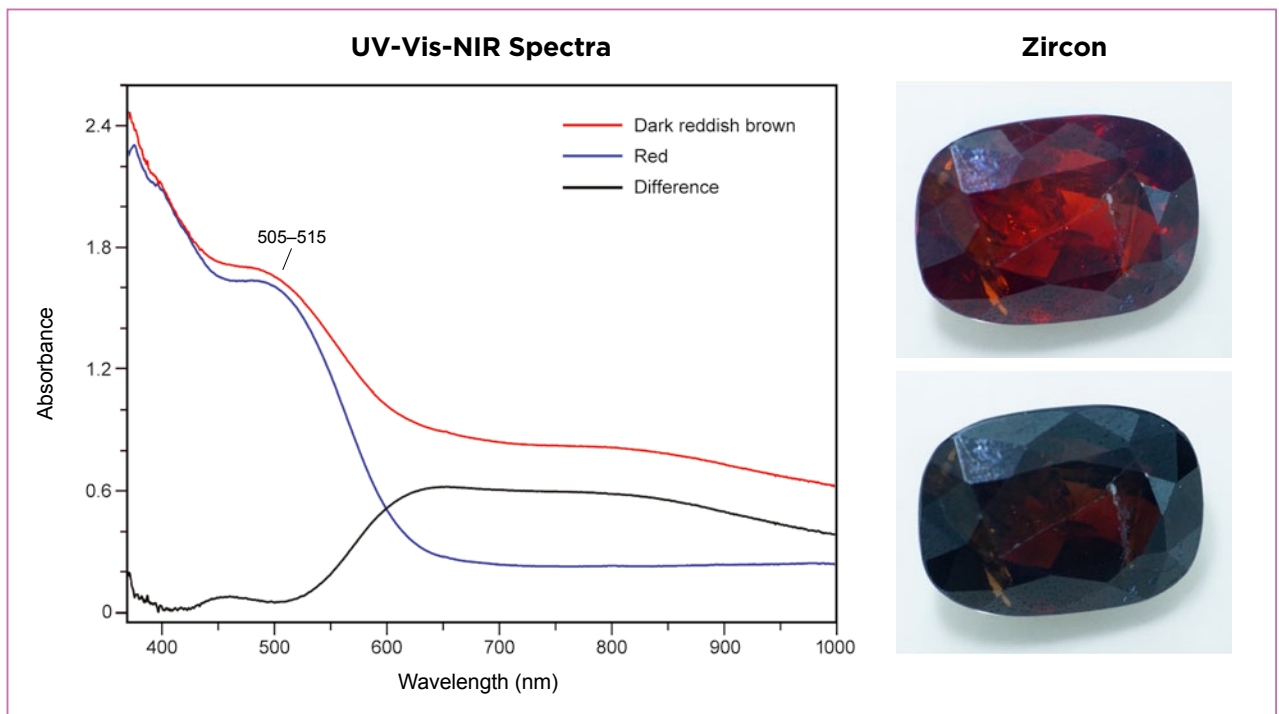 UV-Vis-NIR Spectra
Zircon
Dark reddish brown
Red
Difference
505–515
Absorbance
2.4
1.8
1.2
0.6
0
400
500
600
700
800
900
1000
Wavelength (nm)